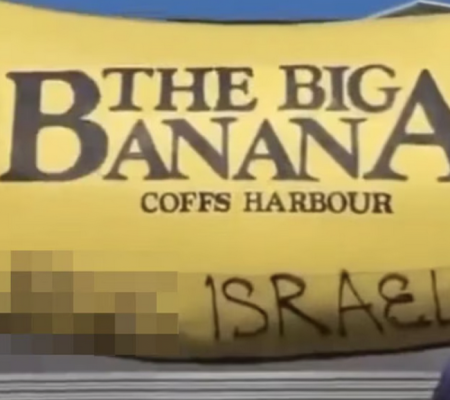 THE BIG
BANANA
COFFS HARBOUR
ISRAEL